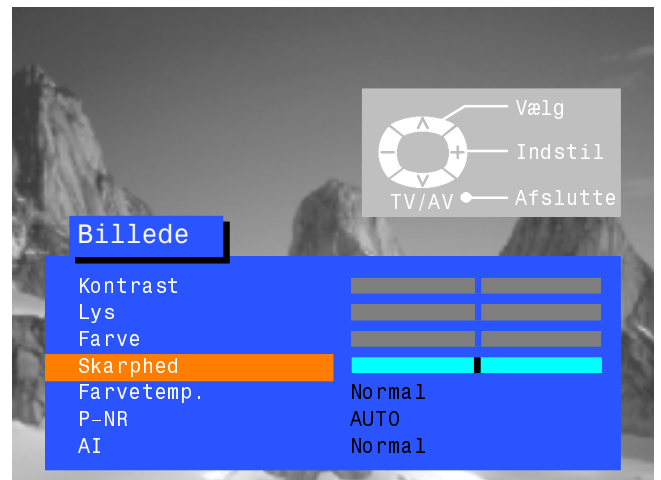 Vælg
Indstil
TV/AV Afslutte
Billede
Kontrast
Lys
Farve
Skarphed
Farvetemp. Normal
P-NR AUTO
AI Normal